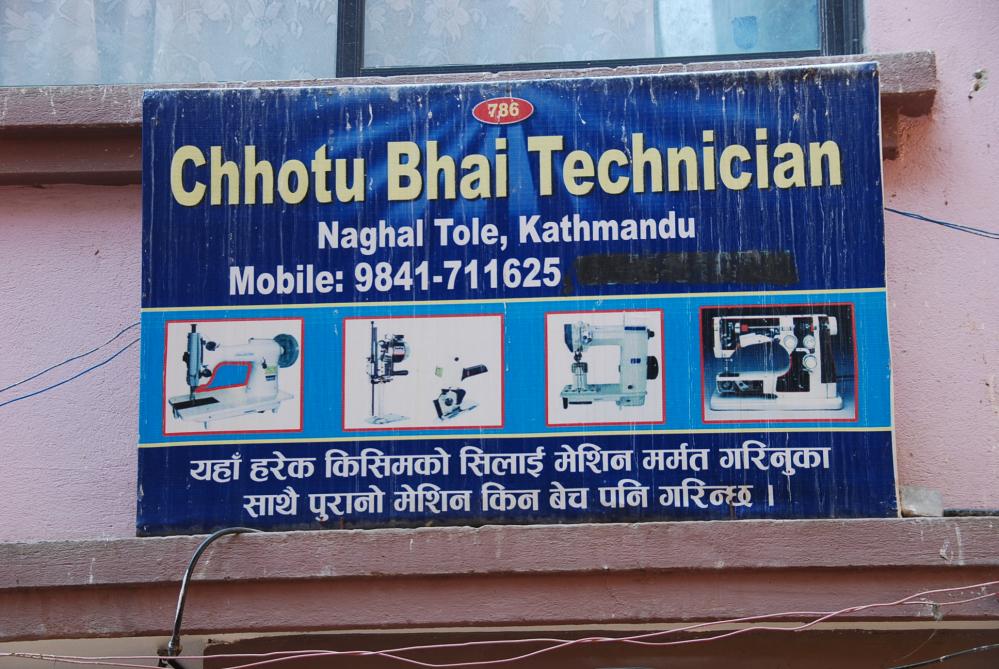 786
Chhotu Bhai Technician
Naghal Tole, Kathmandu
Mobile: 9841-711625
यहाँ हरेक किसिमको सिलाई मेशिन मर्मत गरिनुका
साथै पुरानो मेशिन किन बेच पनि गरिन्छ ।